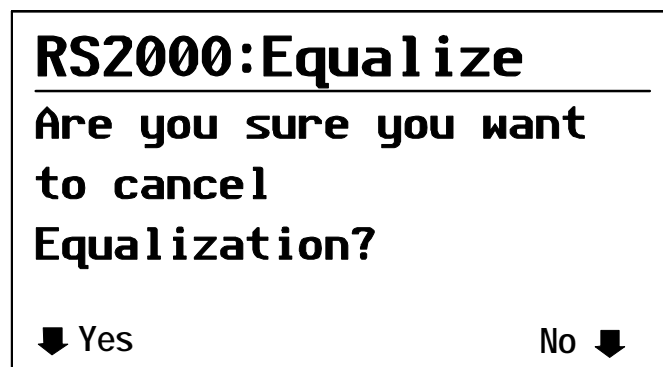 RS2000:Equalize
Are you sure you want
to cancel
Equalization?
Yes No